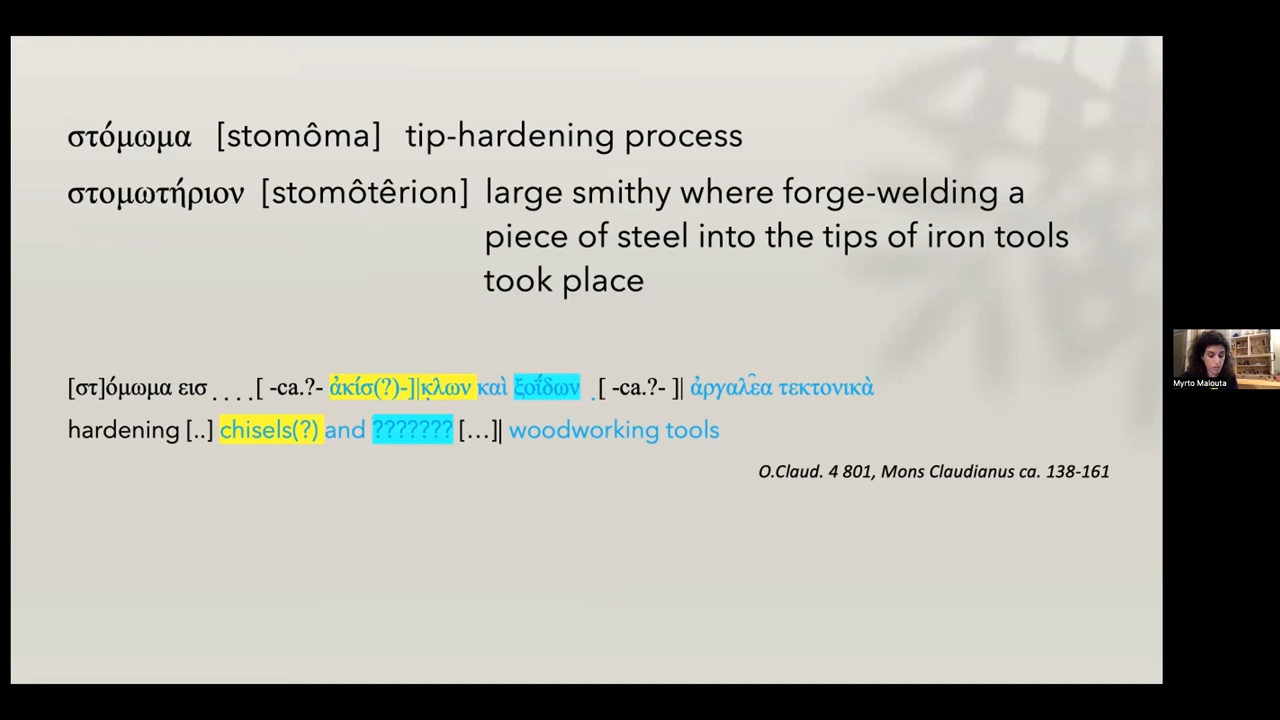 στόμωμα [stomôma] tip-hardening process
στομωτήριον [stomôtêrion] large smithy where forge-welding a
piece of steel into the tips of iron tools
took place
[στ]όμωμα εισ . . . . [ -ca.?- ἀκίσ(?)-]|κ̣λων καὶ ξοΐδων . [ -ca.?- ]| ἀργαλε͂α τεκτονικὰ
hardening [..] chisels(?) and ??????? […]| woodworking tools
O.Claud. 4 801, Mons Claudianus ca. 138-161
Myrto Malouta